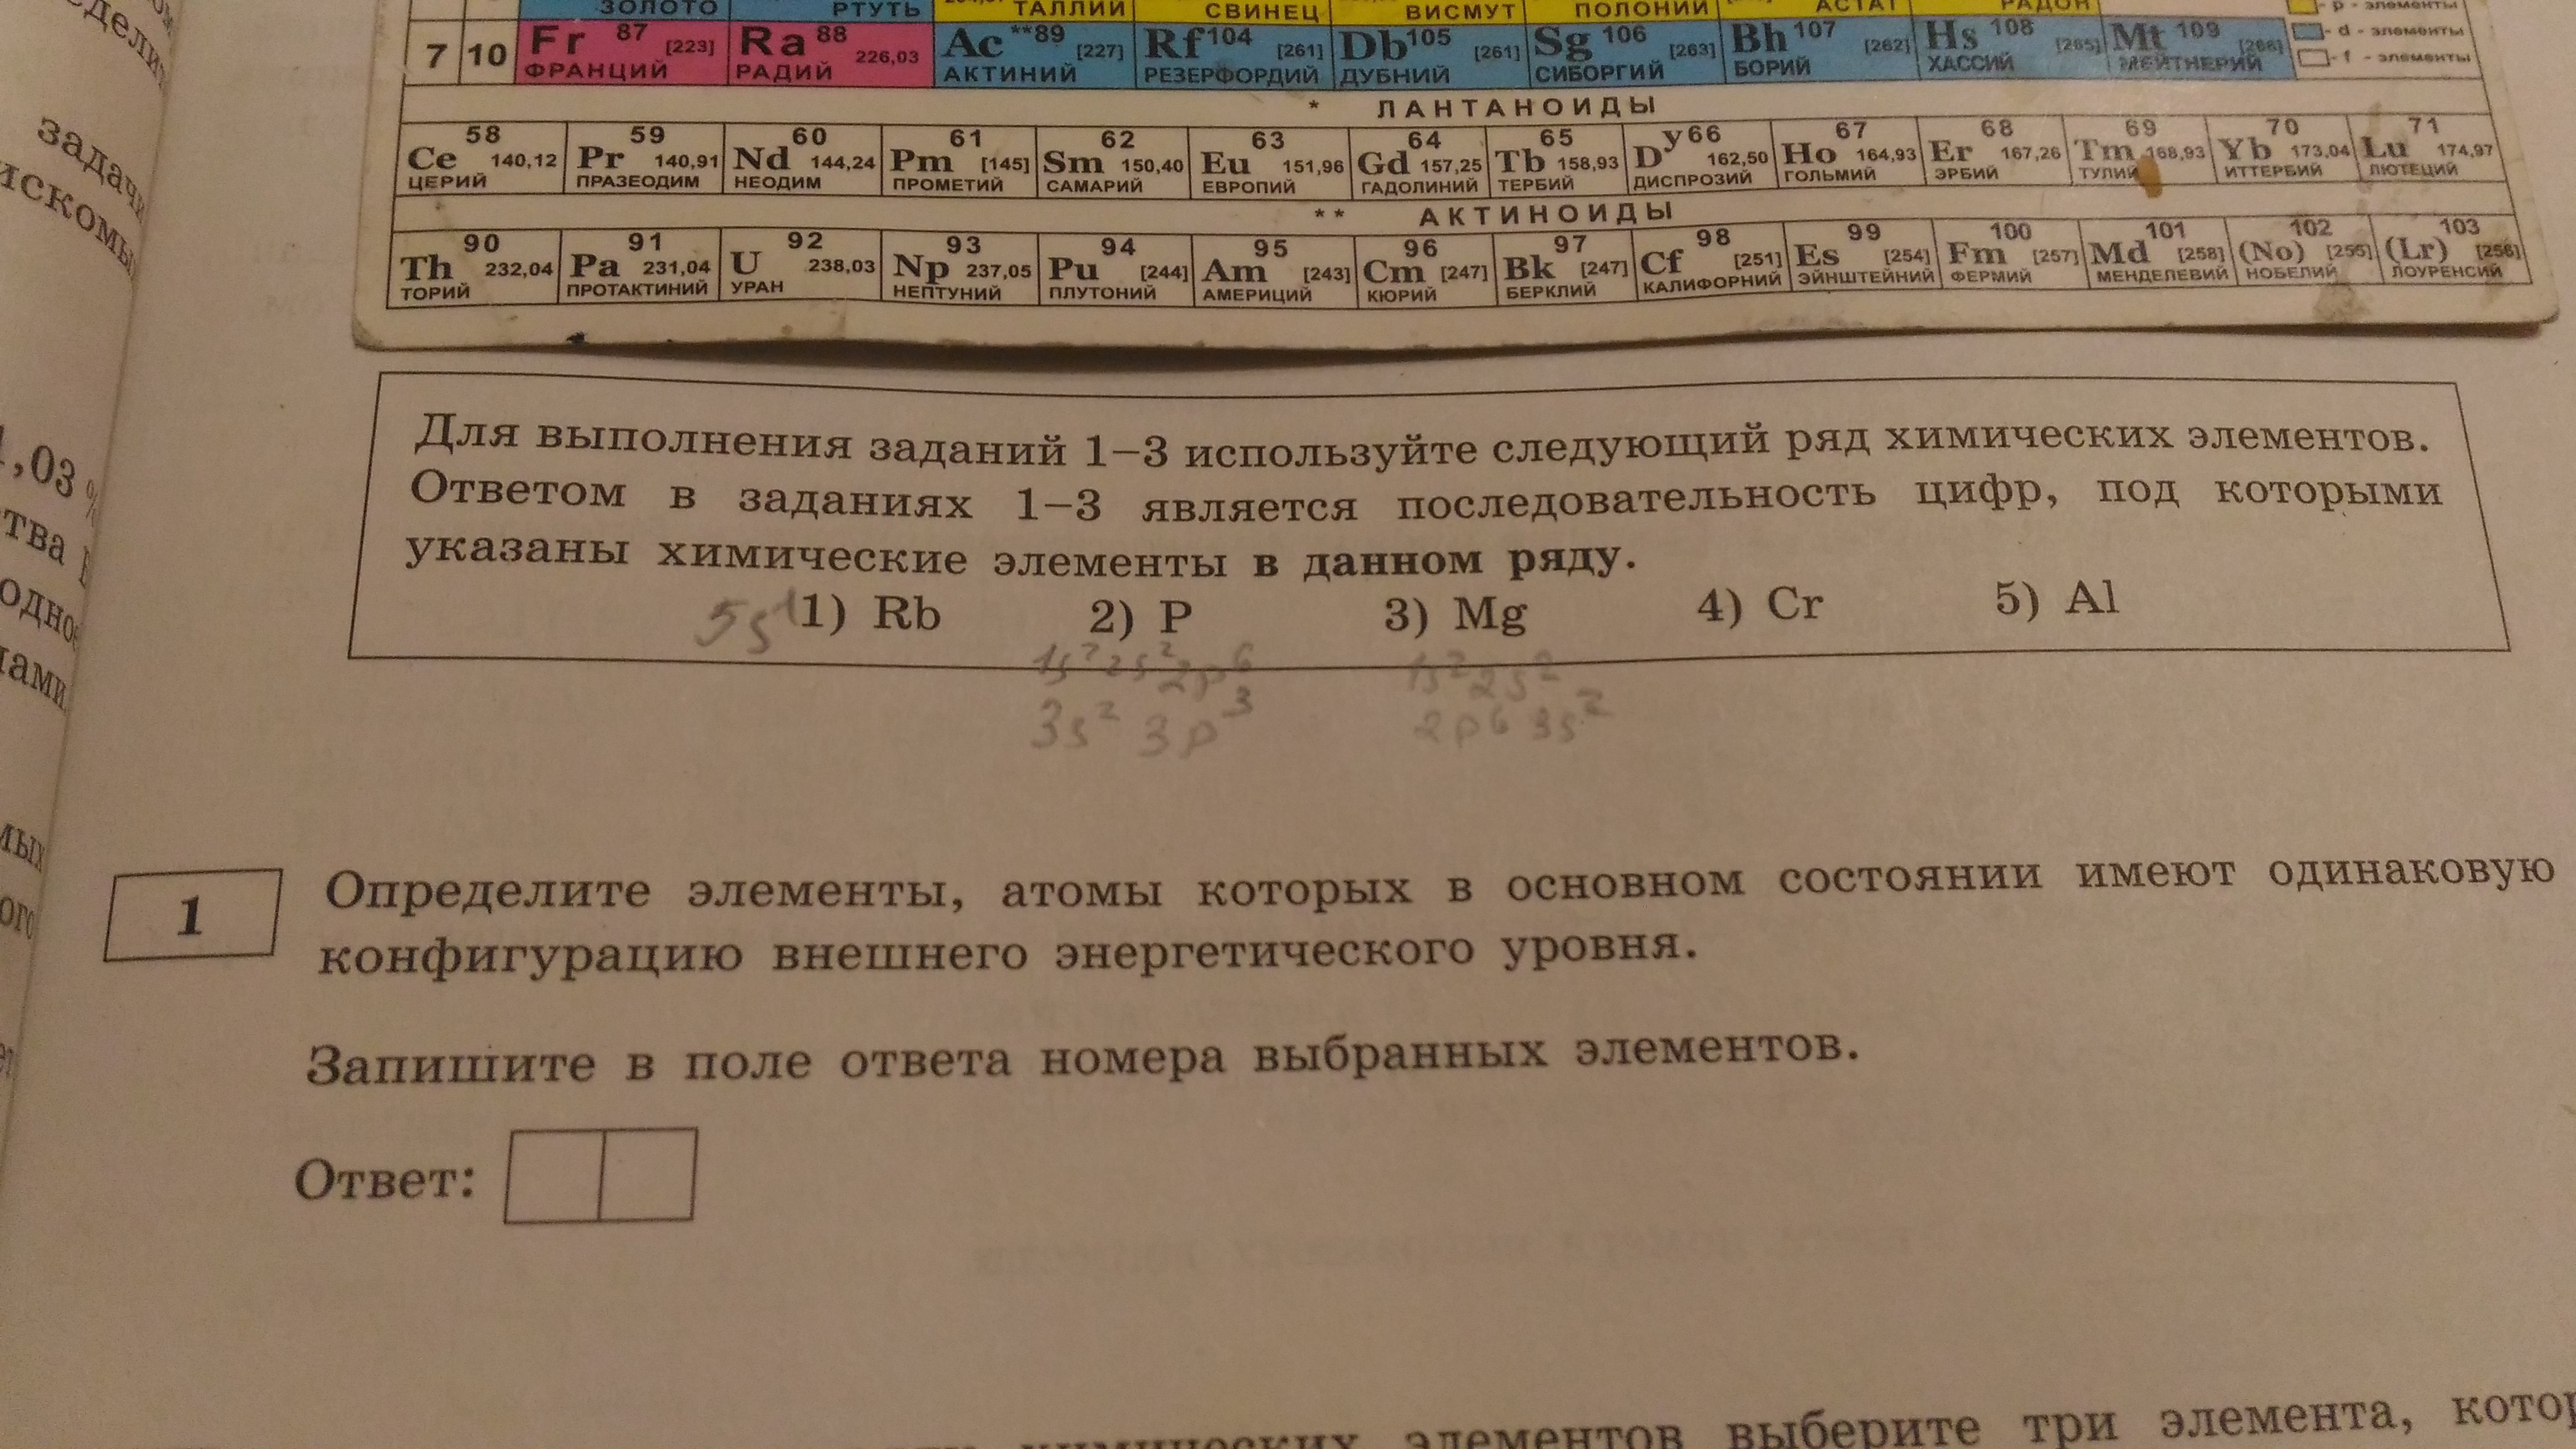 ЗОЛОТО РТУТЬ ТАЛЛИЙ СВИНЕЦ ВИСМУТ ПОЛОНИЙ АСТАТ РАДОН
- p - элементы
7 10 Fr 87 [223] Ra 88 226,03 Ac **89 [227] Rf 104 [261] Db 105 [261] Sg 106 [263] Bh 107 [262] Hs 108 [265] Mt 109 [266]
- d - элементы
ФРАНЦИЙ РАДИЙ АКТИНИЙ РЕЗЕРФОРДИЙ ДУБНИЙ СИБОРГИЙ БОРИЙ ХАССИЙ МЕЙТНЕРИЙ
- f - элементы
* ЛАНТАНОИДЫ
58 59 60 61 62 63 64 65 66 67 68 69 70 71
Ce 140,12 Pr 140,91 Nd 144,24 Pm [145] Sm 150,40 Eu 151,96 Gd 157,25 Tb 158,93 Dy 162,50 Ho 164,93 Er 167,26 Tm 168,93 Yb 173,04 Lu 174,97
ЦЕРИЙ ПРАЗЕОДИМ НЕОДИМ ПРОМЕТИЙ САМАРИЙ ЕВРОПИЙ ГАДОЛИНИЙ ТЕРБИЙ ДИСПРОЗИЙ ГОЛЬМИЙ ЭРБИЙ ТУЛИЙ ИТТЕРБИЙ ЛЮТЕЦИЙ
** АКТИНОИДЫ
90 91 92 93 94 95 96 97 98 99 100 101 102 103
Th 232,04 Pa 231,04 U 238,03 Np 237,05 Pu [244] Am [243] Cm [247] Bk [247] Cf [251] Es [254] Fm [257] Md [258] (No) [255] (Lr) [256]
ТОРИЙ ПРОТАКТИНИЙ УРАН НЕПТУНИЙ ПЛУТОНИЙ АМЕРИЦИЙ КЮРИЙ БЕРКЛИЙ КАЛИФОРНИЙ ЭЙНШТЕЙНИЙ ФЕРМИЙ МЕНДЕЛЕВИЙ НОБЕЛИЙ ЛОУРЕНСИЙ
Для выполнения заданий 1–3 используйте следующий ряд химических элементов.
Ответом в заданиях 1–3 является последовательность цифр, под которыми
указаны химические элементы в данном ряду.
5s¹ 1) Rb 2) P 3) Mg 4) Cr 5) Al
1s² 2s² 2p⁶ 1s² 2s²
3s² 3p³ 2p⁶ 3s²
1 Определите элементы, атомы которых в основном состоянии имеют одинаковую
конфигурацию внешнего энергетического уровня.
Запишите в поле ответа номера выбранных элементов.
Ответ:
химических элементов выберите три элемента,